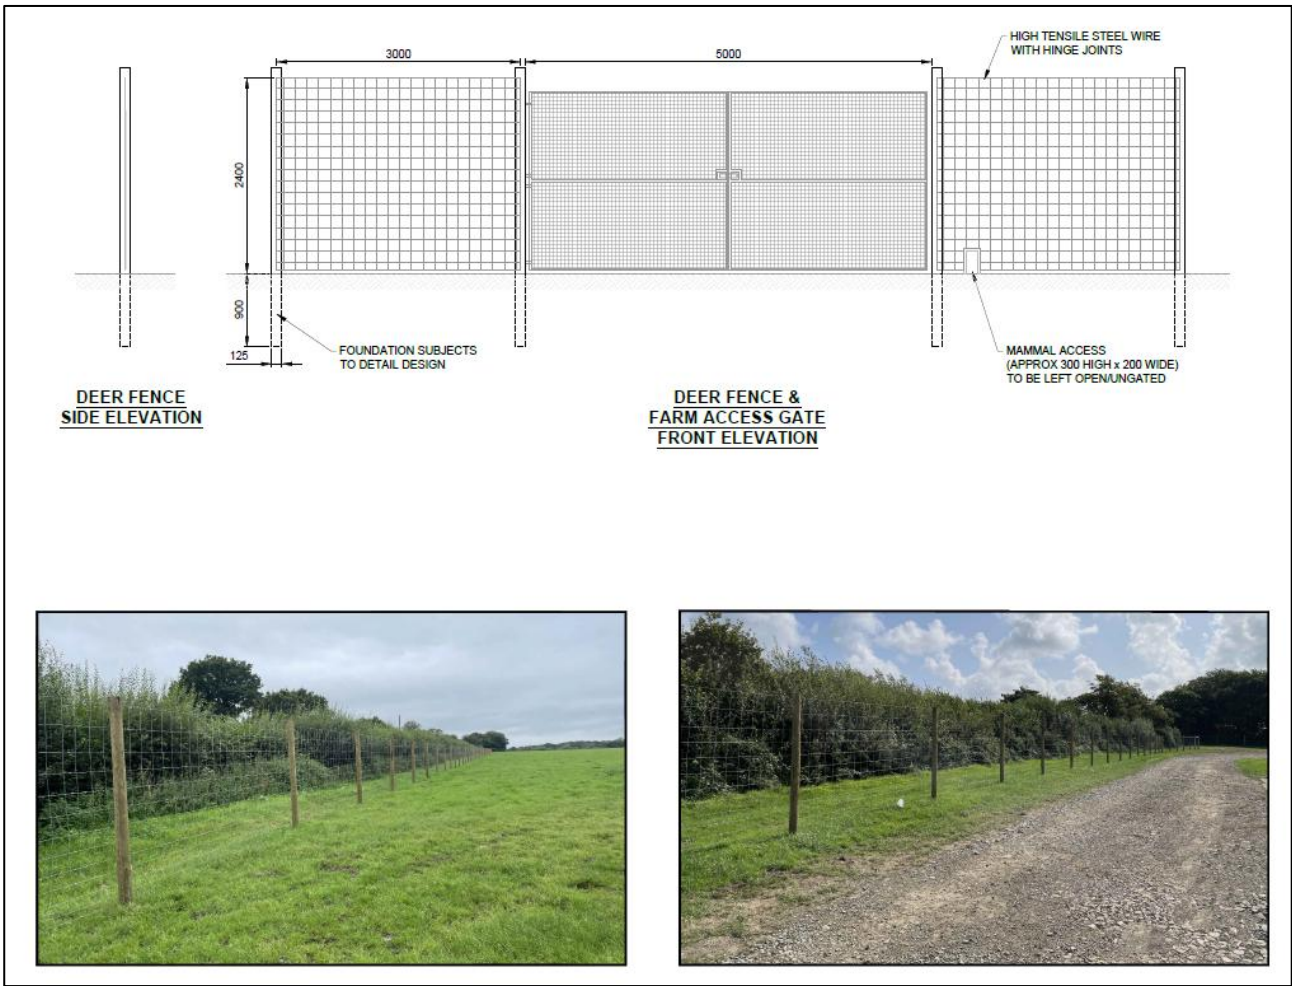 HIGH TENSILE STEEL WIRE
WITH HINGE JOINTS
3000
5000
2400
900
125
FOUNDATION SUBJECTS
TO DETAIL DESIGN
MAMMAL ACCESS
(APPROX 300 HIGH x 200 WIDE)
TO BE LEFT OPEN/UNGATED
DEER FENCE
SIDE ELEVATION
DEER FENCE &
FARM ACCESS GATE
FRONT ELEVATION